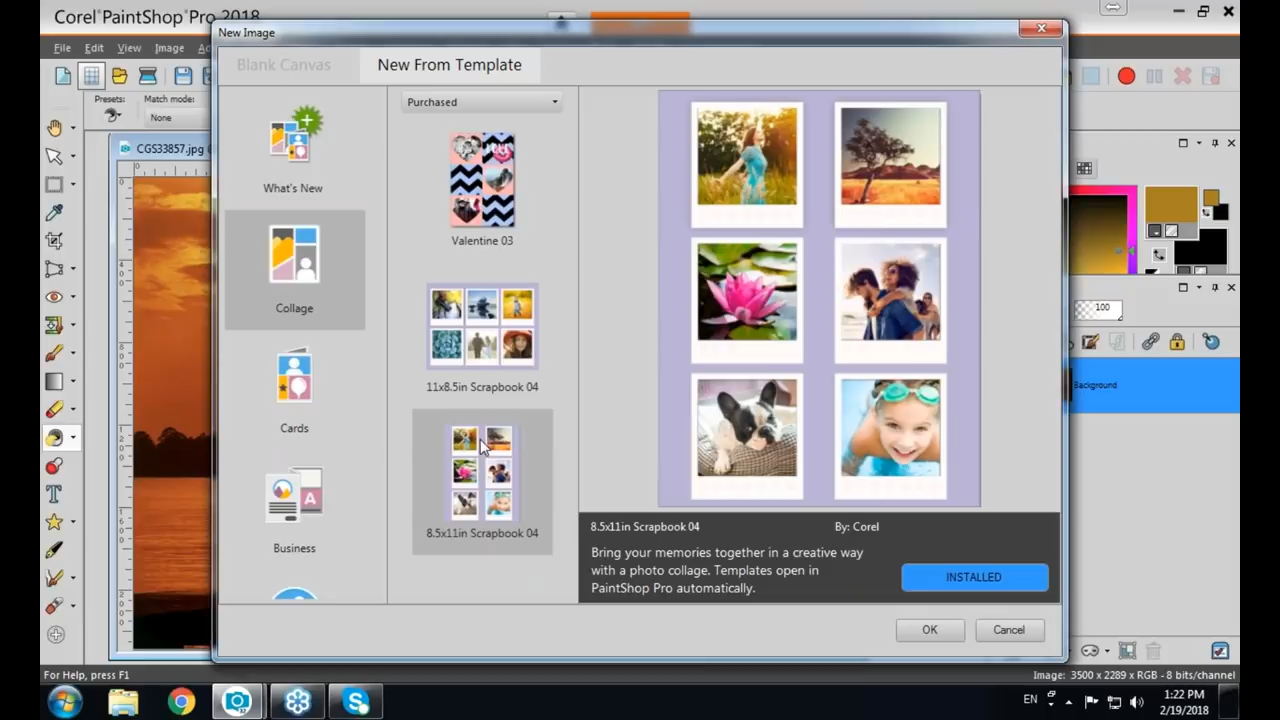 Corel PaintShop Pro 2018
New Image
File Edit View Image
Blank Canvas
New From Template
Presets:
Match mode:
None
Purchased
What's New
Collage
Cards
Business
Valentine 03
11x8.5in Scrapbook 04
8.5x11in Scrapbook 04
CGS33857.jpg
100
Background
8.5x11in Scrapbook 04
By: Corel
Bring your memories together in a creative way
with a photo collage. Templates open in
PaintShop Pro automatically.
INSTALLED
OK
Cancel
For Help, press F1
Image: 3500 x 2289 x RGB - 8 bits/channel
EN
1:22 PM
2/19/2018